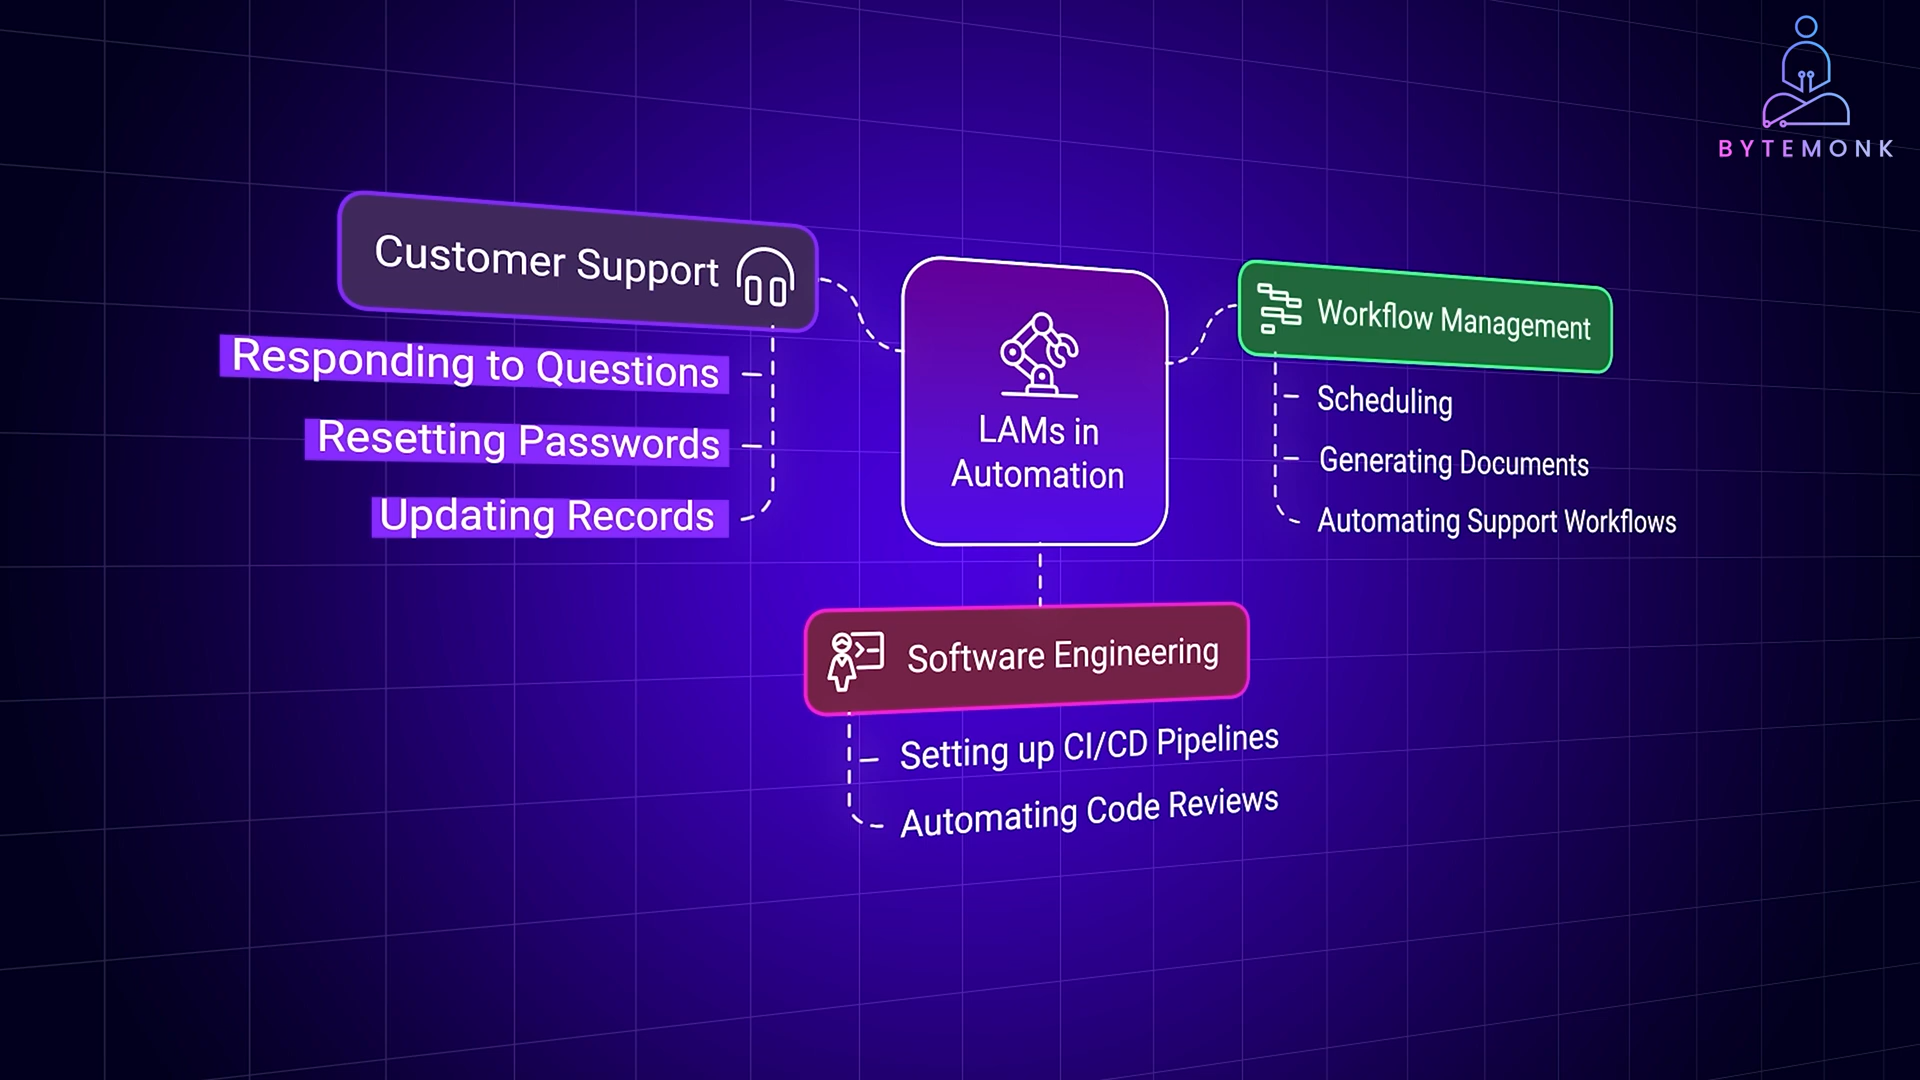 BYTEMONK
Customer Support
Responding to Questions
Resetting Passwords
Updating Records
LAMs in
Automation
Workflow Management
Scheduling
Generating Documents
Automating Support Workflows
Software Engineering
Setting up CI/CD Pipelines
Automating Code Reviews